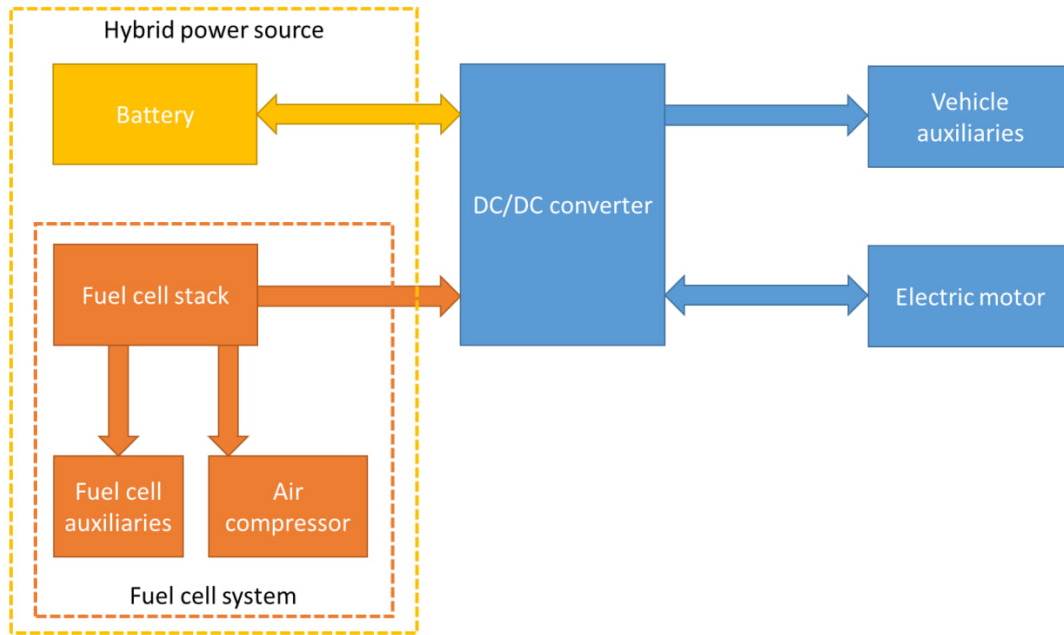 Hybrid power source
Battery
DC/DC converter
Vehicle
auxiliaries
Fuel cell stack
Electric motor
Fuel cell
auxiliaries
Air
compressor
Fuel cell system